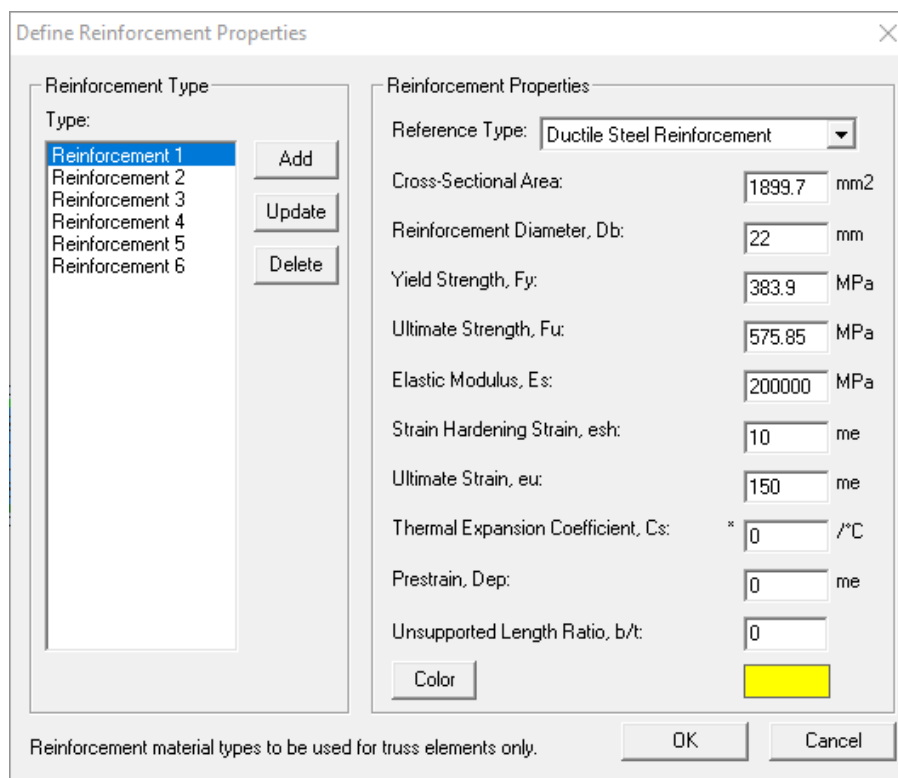 Define Reinforcement Properties
Reinforcement Type
Type:
Reinforcement 1
Reinforcement 2
Reinforcement 3
Reinforcement 4
Reinforcement 5
Reinforcement 6
Add
Update
Delete
Reinforcement Properties
Reference Type: Ductile Steel Reinforcement
Cross-Sectional Area: 1899.7 mm2
Reinforcement Diameter, Db: 22 mm
Yield Strength, Fy: 383.9 MPa
Ultimate Strength, Fu: 575.85 MPa
Elastic Modulus, Es: 200000 MPa
Strain Hardening Strain, esh: 10 me
Ultimate Strain, eu: 150 me
Thermal Expansion Coefficient, Cs: * 0 /°C
Prestrain, Dep: 0 me
Unsupported Length Ratio, b/t: 0
Color
Reinforcement material types to be used for truss elements only.
OK
Cancel